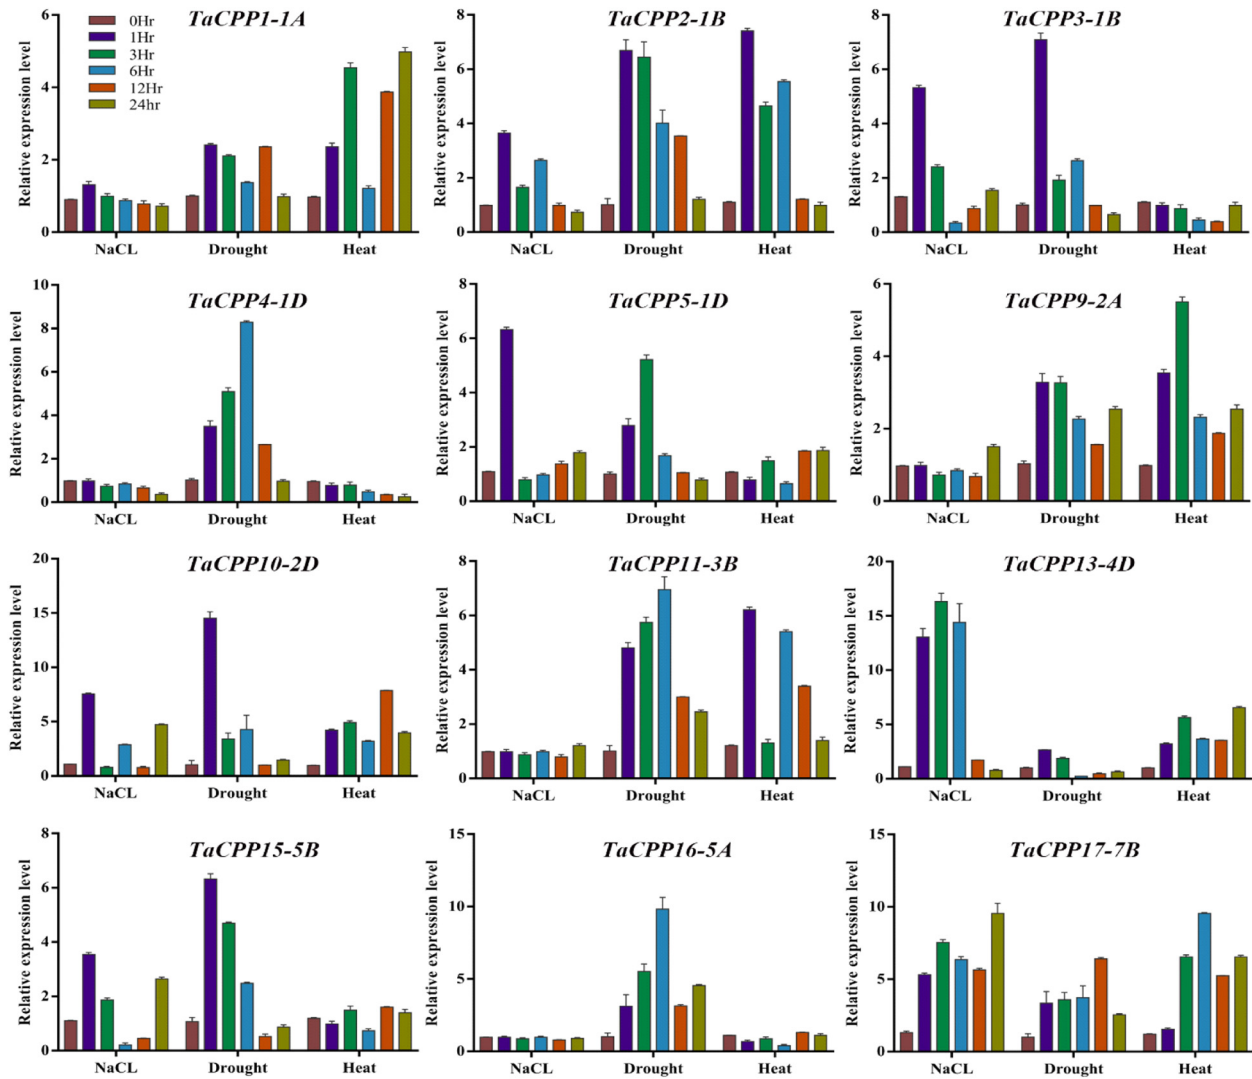 TaCPP1-1A
Relative expression level
8
6
4
2
0
0Hr
1Hr
3Hr
6Hr
12Hr
24hr
NaCL Drought Heat
TaCPP2-1B
Relative expression level
8
6
4
2
0
NaCL Drought Heat
TaCPP3-1B
Relative expression level
8
6
4
2
0
NaCL Drought Heat
TaCPP4-1D
Relative expression level
10
8
6
4
2
0
NaCL Drought Heat
TaCPP5-1D
Relative expression level
8
6
4
2
0
NaCL Drought Heat
TaCPP9-2A
Relative expression level
6
4
2
0
NaCL Drought Heat
TaCPP10-2D
Relative expression level
20
15
10
5
0
NaCL Drought Heat
TaCPP11-3B
Relative expression level
8
6
4
2
0
NaCL Drought Heat
TaCPP13-4D
Relative expression level
20
15
10
5
0
NaCL Drought Heat
TaCPP15-5B
Relative expression level
8
6
4
2
0
NaCL Drought Heat
TaCPP16-5A
Relative expression level
15
10
5
0
NaCL Drought Heat
TaCPP17-7B
Relative expression level
15
10
5
0
NaCL Drought Heat